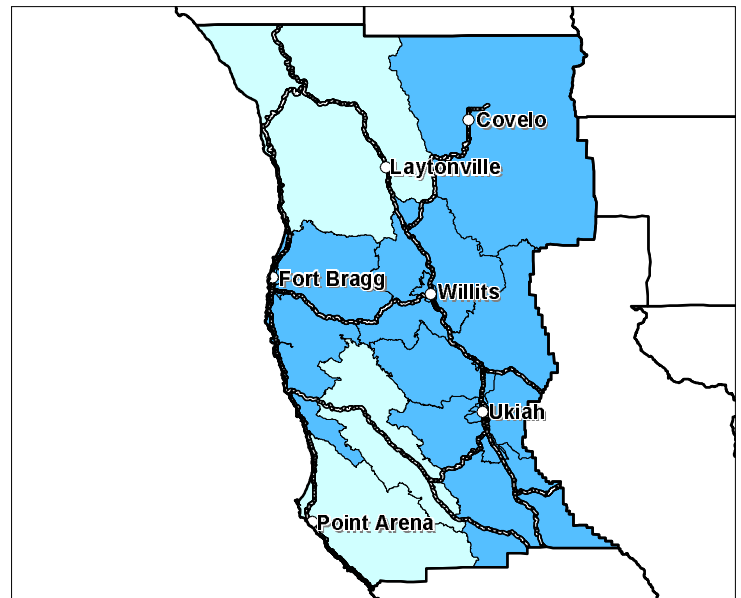 Covelo
Laytonville
Fort Bragg
Willits
Ukiah
Point Arena